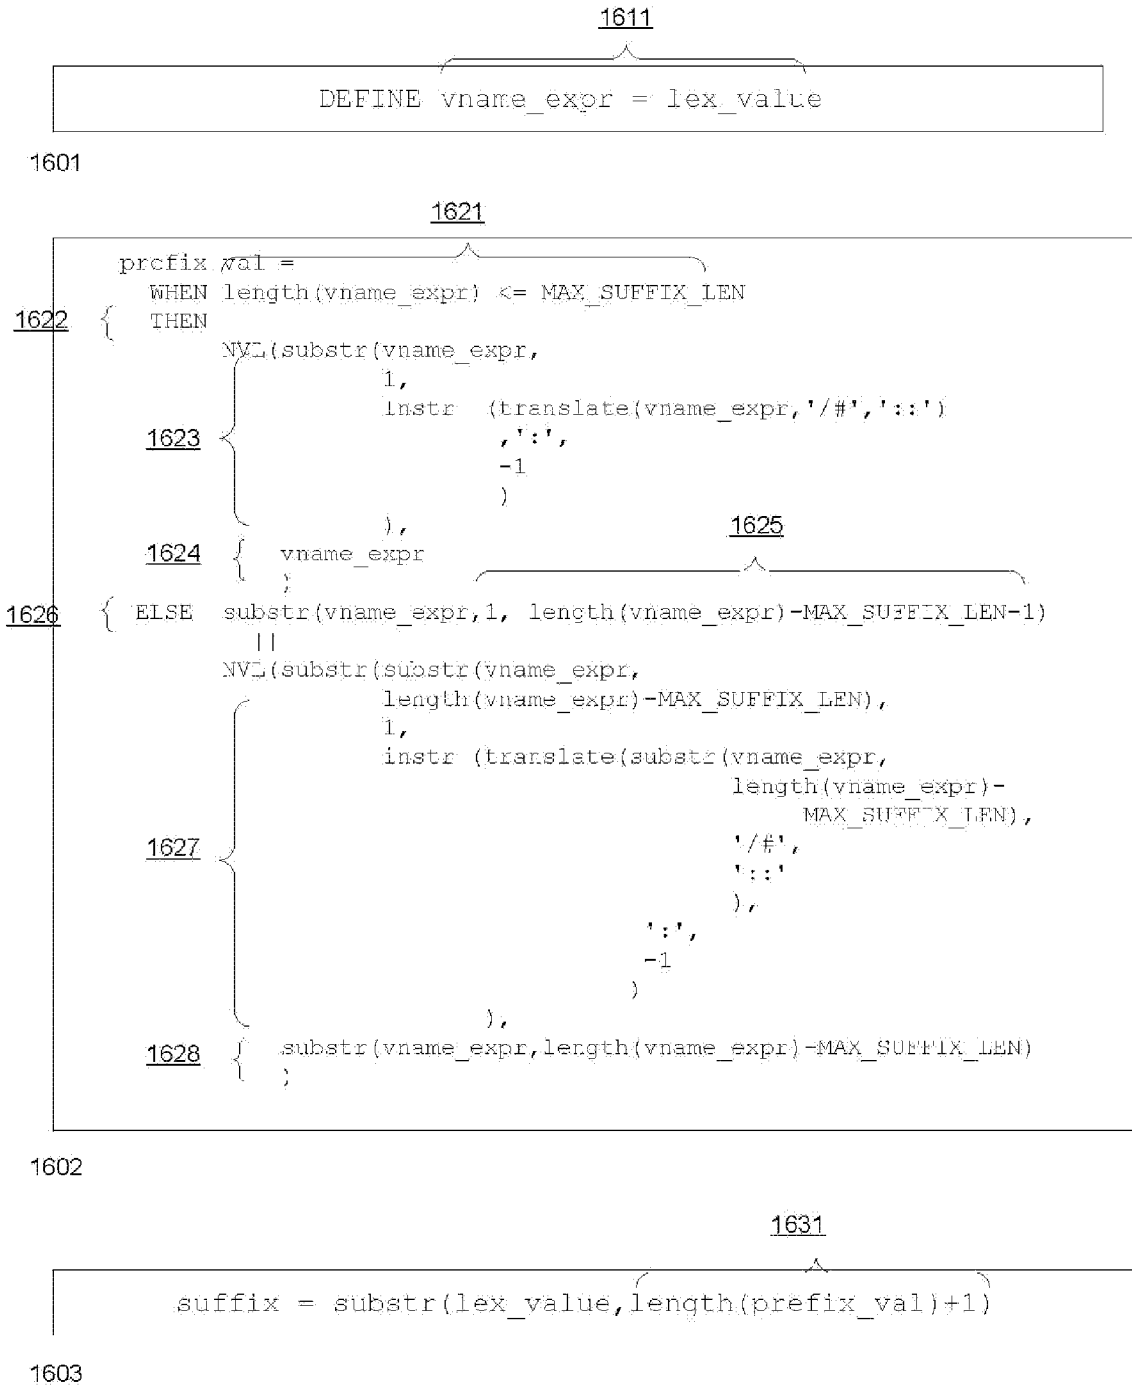 1611
DEFINE vname_expr = lex_value
1601
1621
prefix_val =
WHEN length(vname_expr) <= MAX_SUFFIX_LEN
1622 { THEN
NVL(substr(vname_expr,
1,
instr (translate(vname_expr,'/#','::')
1623
,':',
-1
)
),
1625
1624 { vname_expr
)
1626 { ELSE substr(vname_expr,1, length(vname_expr)-MAX_SUFFIX_LEN-1)
||
NVL(substr(substr(vname_expr,
length(vname_expr)-MAX_SUFFIX_LEN),
1,
instr (translate(substr(vname_expr,
length(vname_expr)-
MAX_SUFFIX_LEN),
1627
'/#',
'::'
),
':',
-1
)
),
1628 { substr(vname_expr,length(vname_expr)-MAX_SUFFIX_LEN)
)
1602
1631
suffix = substr(lex_value,length(prefix_val)+1)
1603